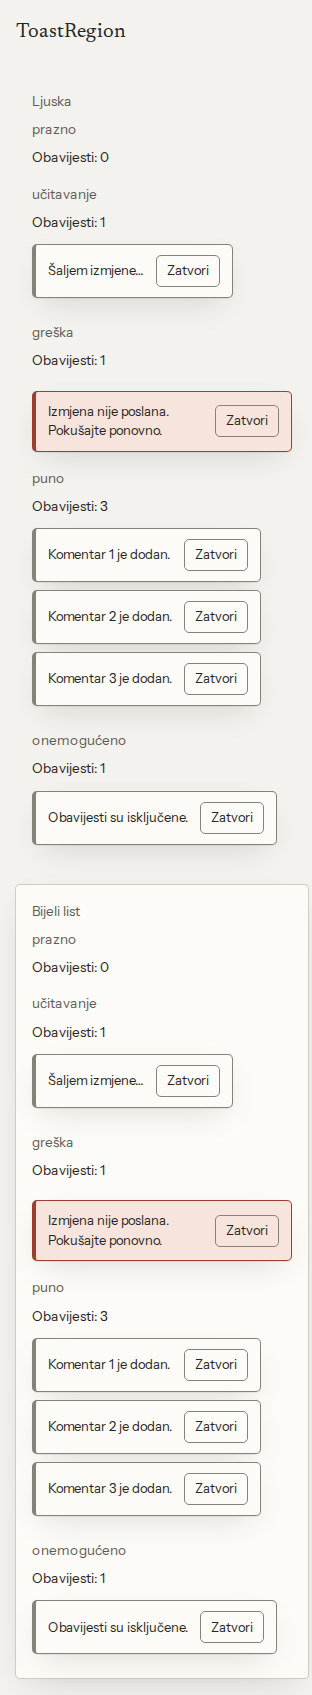 ToastRegion
Ljuska
prazno
Obavijesti: 0
učitavanje
Obavijesti: 1
Šaljem izmjene…
Zatvori
greška
Obavijesti: 1
Izmjena nije poslana.
Pokušajte ponovno.
Zatvori
puno
Obavijesti: 3
Komentar 1 je dodan.
Zatvori
Komentar 2 je dodan.
Zatvori
Komentar 3 je dodan.
Zatvori
onemogućeno
Obavijesti: 1
Obavijesti su isključene.
Zatvori
Bijeli list
prazno
Obavijesti: 0
učitavanje
Obavijesti: 1
Šaljem izmjene…
Zatvori
greška
Obavijesti: 1
Izmjena nije poslana.
Pokušajte ponovno.
Zatvori
puno
Obavijesti: 3
Komentar 1 je dodan.
Zatvori
Komentar 2 je dodan.
Zatvori
Komentar 3 je dodan.
Zatvori
onemogućeno
Obavijesti: 1
Obavijesti su isključene.
Zatvori